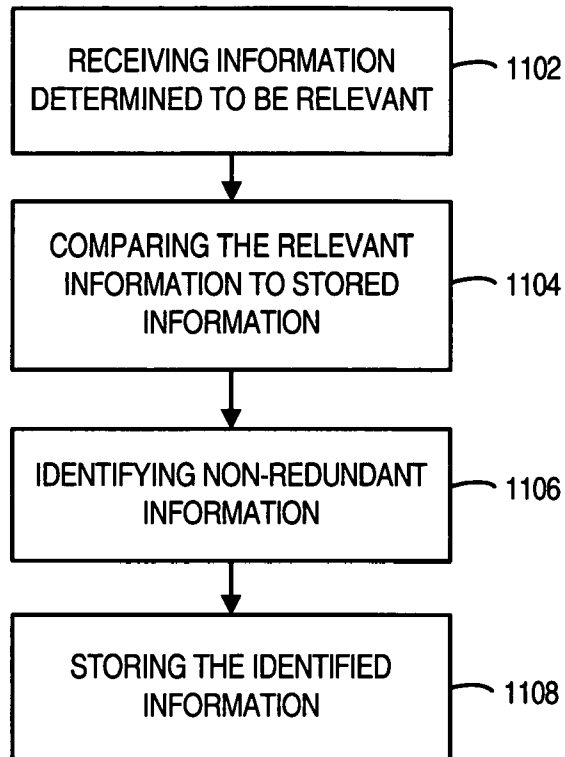 RECEIVING INFORMATION
DETERMINED TO BE RELEVANT
1102
COMPARING THE RELEVANT
INFORMATION TO STORED
INFORMATION
1104
IDENTIFYING NON-REDUNDANT
INFORMATION
1106
STORING THE IDENTIFIED
INFORMATION
1108